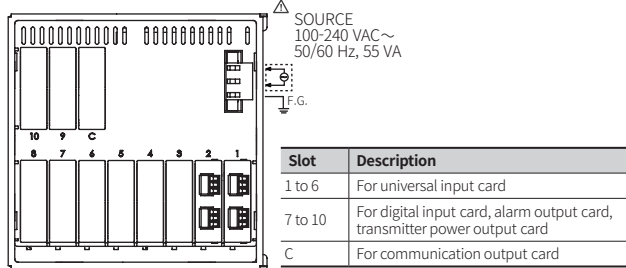 SOURCE
100-240 VAC～
50/60 Hz, 55 VA
F.G.
10 9 C
8 7 6 5 4 3 2 1
Slot Description
1 to 6 For universal input card
7 to 10 For digital input card, alarm output card,
transmitter power output card
C For communication output card